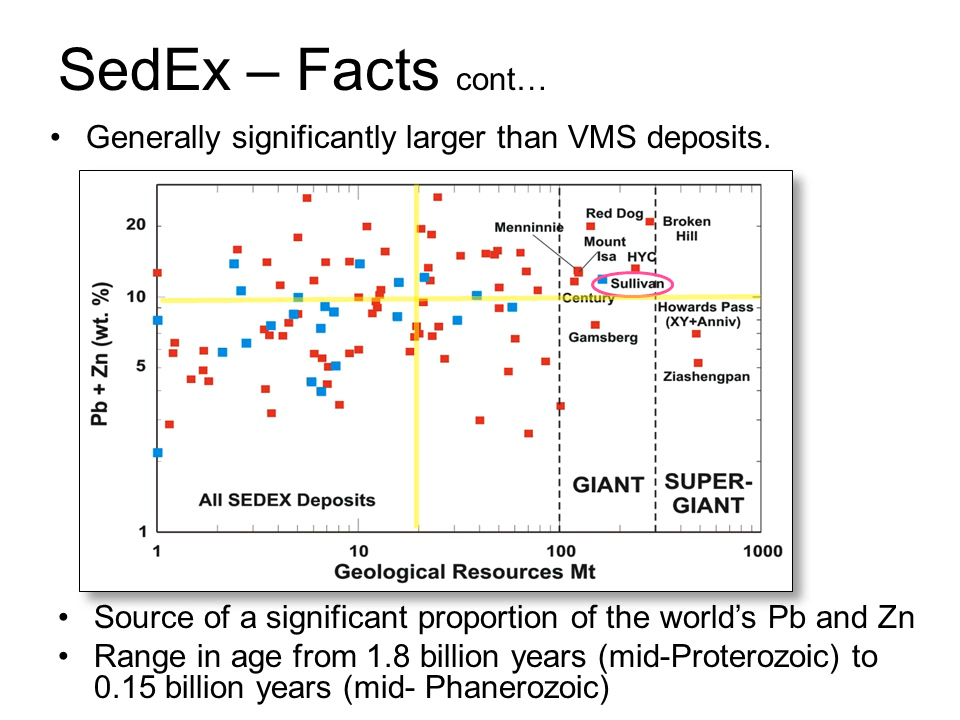 SedEx – Facts cont…
• Generally significantly larger than VMS deposits.
20
10
5
1
Pb + Zn (wt. %)
Red Dog
Broken
Hill
Menninnie
Mount
Isa
HYC
Sullivan
Century
Howards Pass
(XY+Anniv)
Gamsberg
Ziashengpan
All SEDEX Deposits
GIANT
SUPER-
GIANT
1
10
100
1000
Geological Resources Mt
• Source of a significant proportion of the world’s Pb and Zn
• Range in age from 1.8 billion years (mid-Proterozoic) to
0.15 billion years (mid- Phanerozoic)